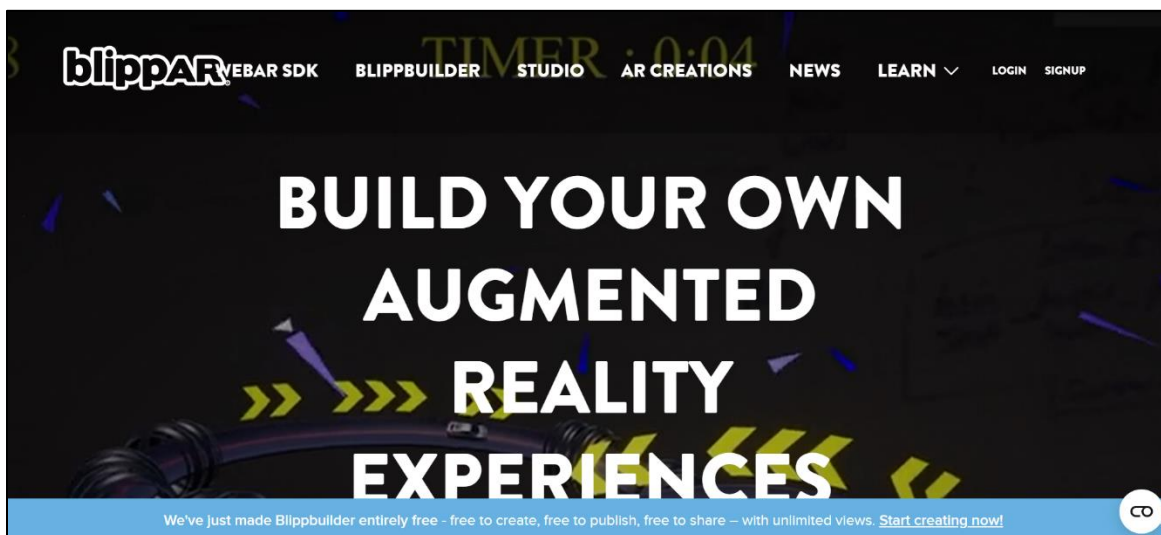 TIMER : 0:04
blippAR
WEBAR SDK BLIPPBUILDER STUDIO AR CREATIONS NEWS LEARN LOGIN SIGNUP
BUILD YOUR OWN
AUGMENTED
REALITY
EXPERIENCES
We've just made Blippbuilder entirely free - free to create, free to publish, free to share – with unlimited views. Start creating now!